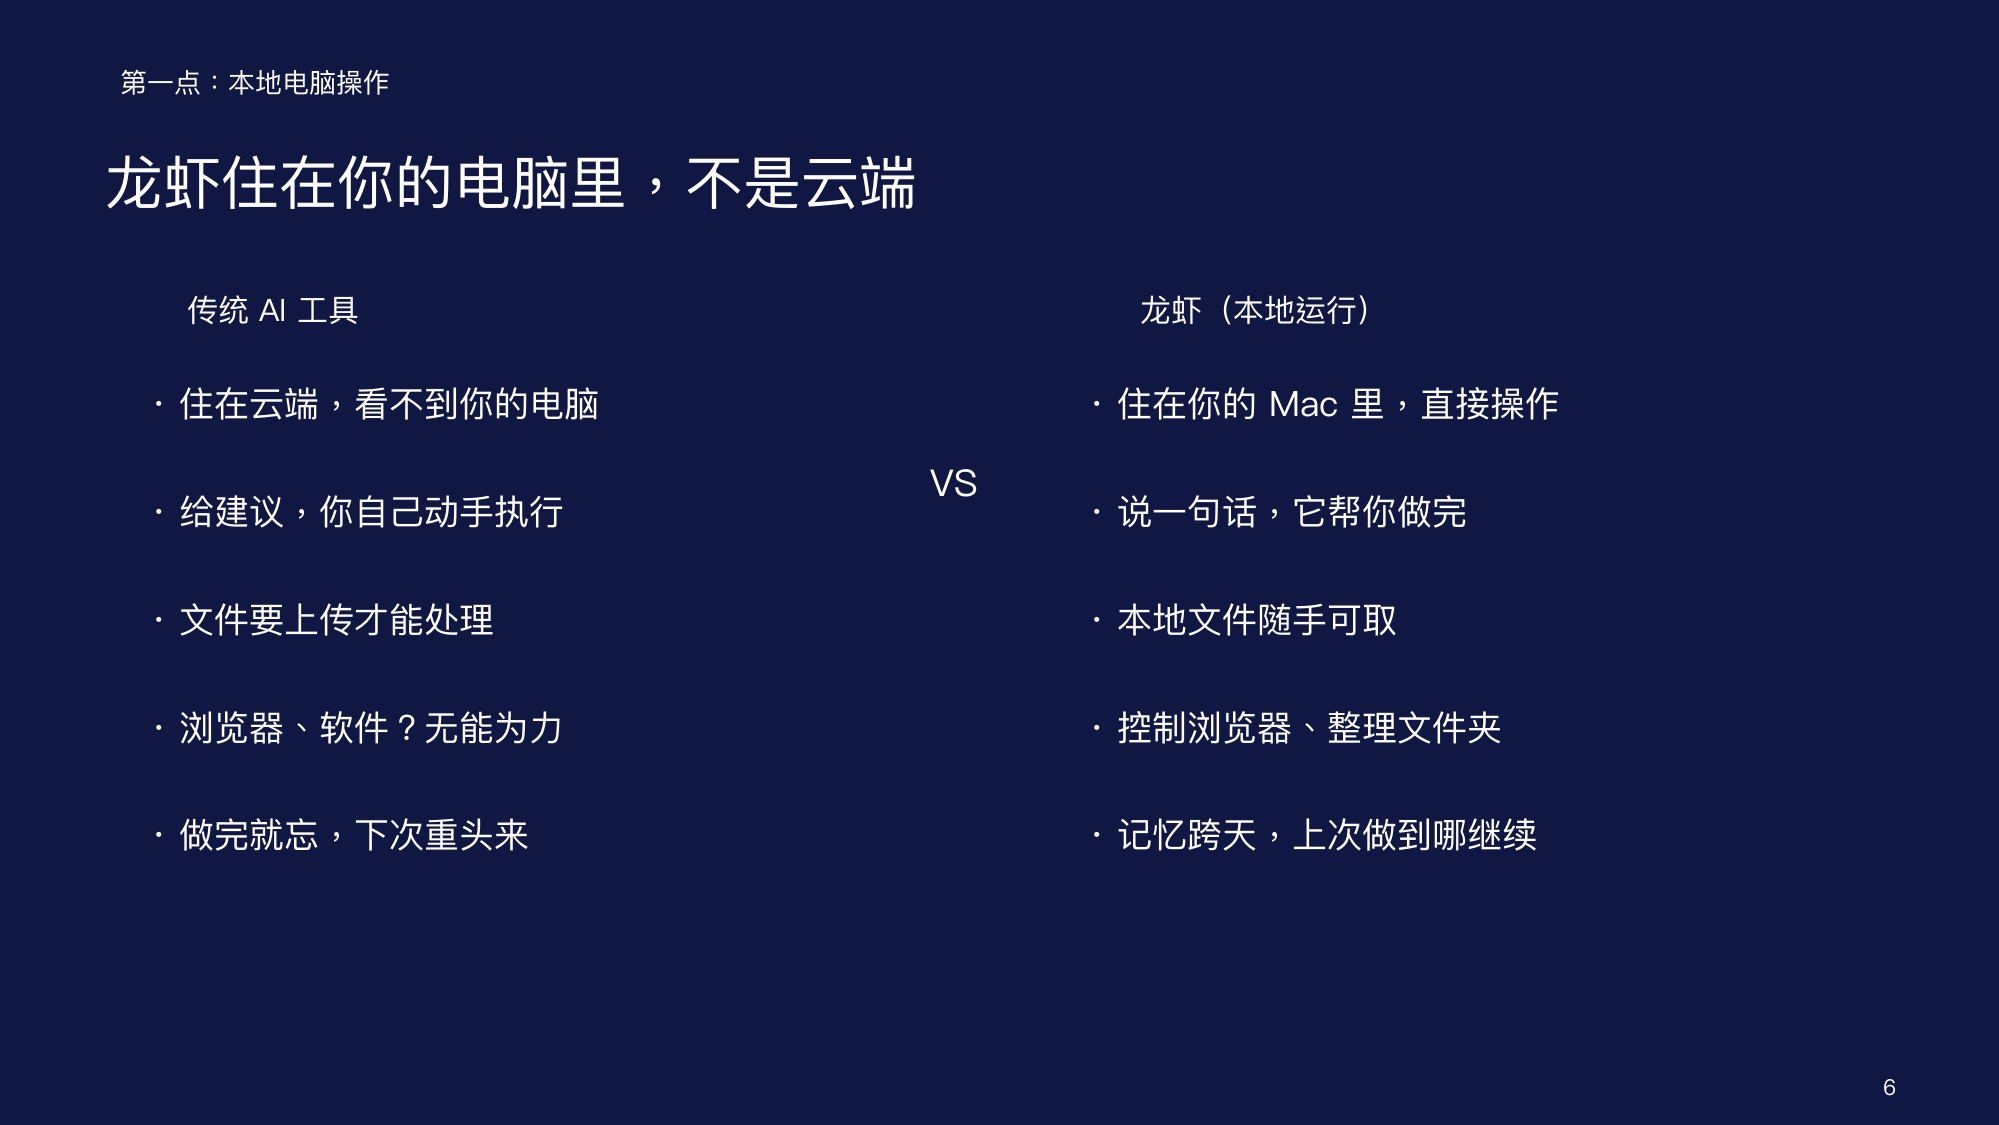 第一点：本地电脑操作
龙虾住在你的电脑里，不是云端
传统 AI 工具
· 住在云端，看不到你的电脑
· 给建议，你自己动手执行
· 文件要上传才能处理
· 浏览器、软件？无能为力
· 做完就忘，下次重头来
VS
龙虾（本地运行）
· 住在你的 Mac 里，直接操作
· 说一句话，它帮你做完
· 本地文件随手可取
· 控制浏览器、整理文件夹
· 记忆跨天，上次做到哪继续
6